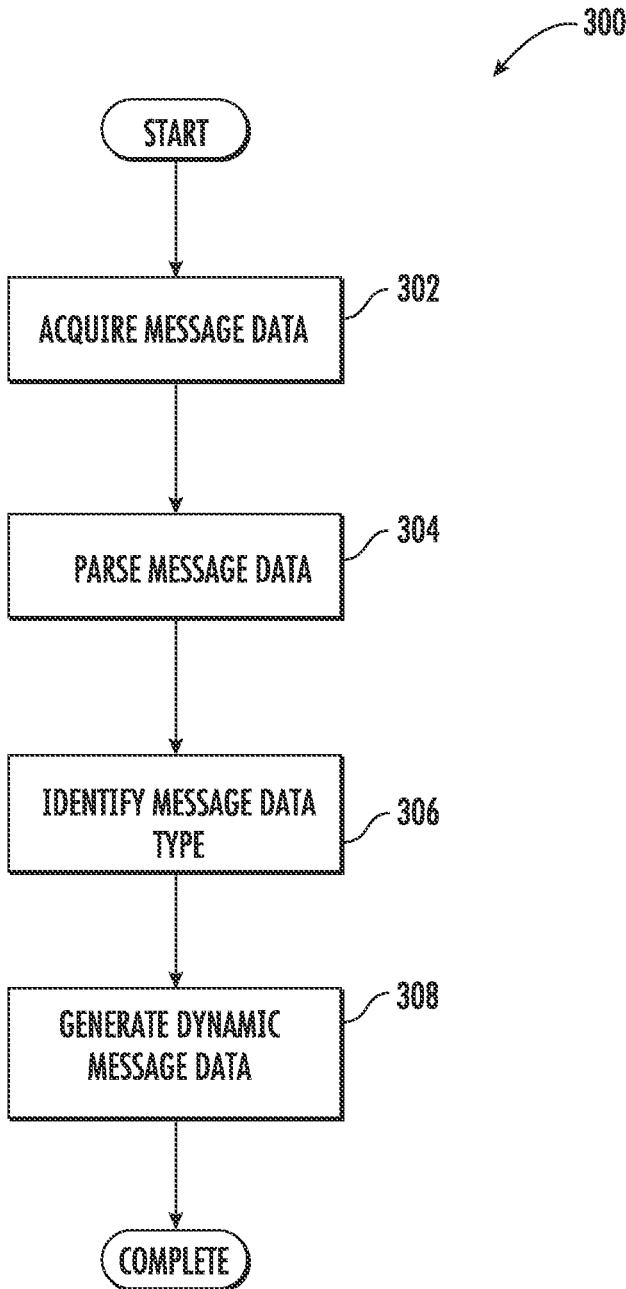 300
START
302
ACQUIRE MESSAGE DATA
304
PARSE MESSAGE DATA
IDENTIFY MESSAGE DATA
306
TYPE
308
GENERATE DYNAMIC
MESSAGE DATA
COMPLETE